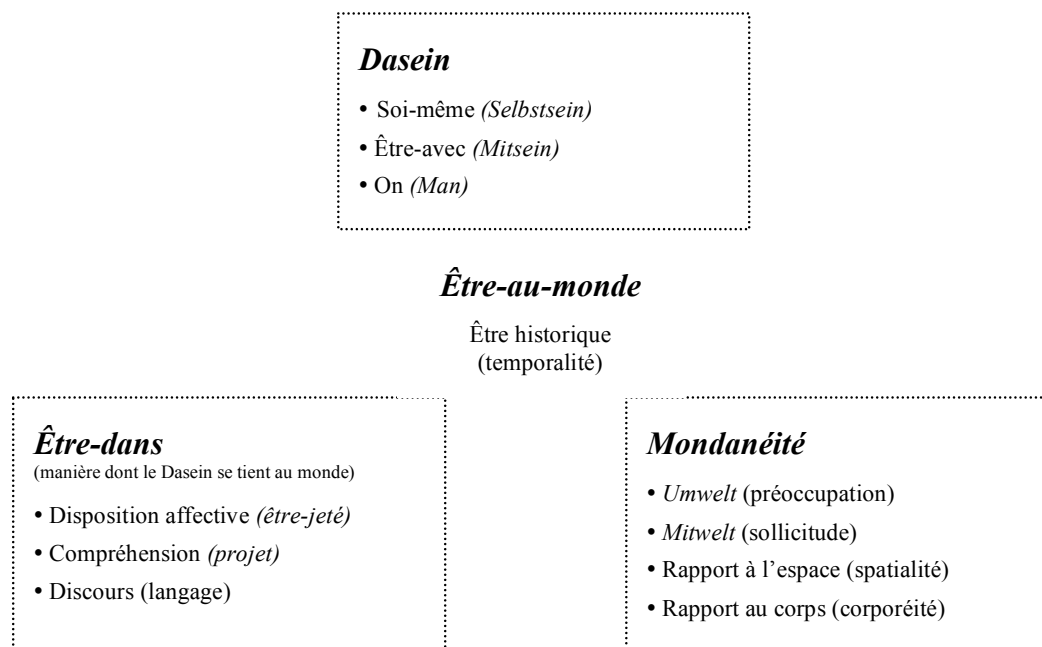 Dasein
• Soi-même (Selbstsein)
• Être-avec (Mitsein)
• On (Man)
Être-au-monde
Être historique
(temporalité)
Être-dans
(manière dont le Dasein se tient au monde)
• Disposition affective (être-jeté)
• Compréhension (projet)
• Discours (langage)
Mondanéité
• Umwelt (préoccupation)
• Mitwelt (sollicitude)
• Rapport à l’espace (spatialité)
• Rapport au corps (corporéité)